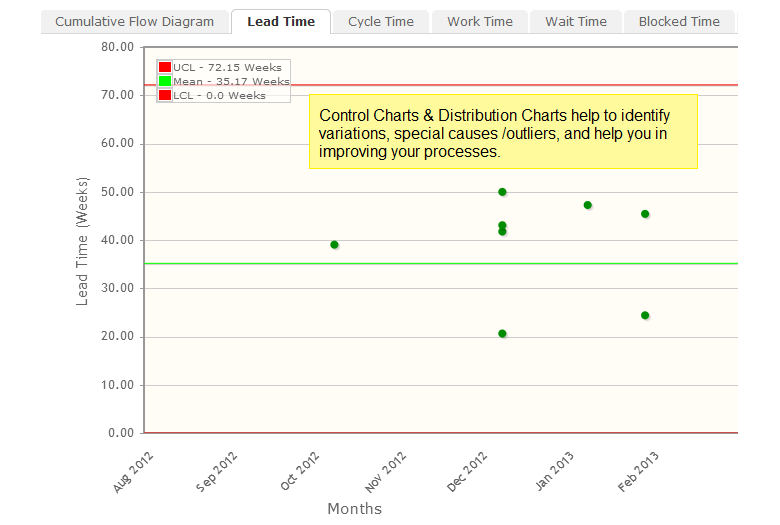 Cumulative Flow Diagram Lead Time Cycle Time Work Time Wait Time Blocked Time
80.00
UCL - 72.15 Weeks
Mean - 35.17 Weeks
LCL - 0.0 Weeks
70.00
Control Charts & Distribution Charts help to identify
variations, special causes /outliers, and help you in
improving your processes.
60.00
50.00
40.00
30.00
20.00
10.00
0.00
Lead Time (Weeks)
Aug 2012 Sep 2012 Oct 2012 Nov 2012 Dec 2012 Jan 2013 Feb 2013
Months